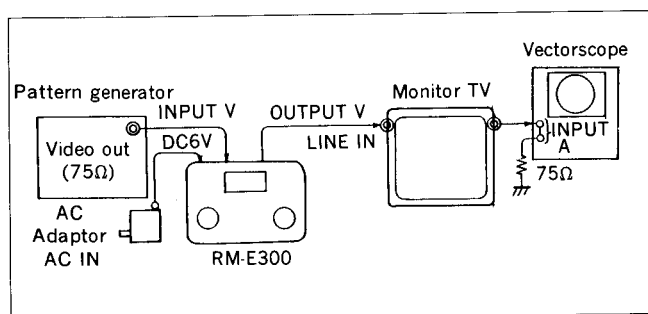 Vectorscope
Pattern generator
Monitor TV
INPUT V
OUTPUT V
Video out
(75Ω)
DC6V
LINE IN
INPUT
A
75Ω
AC
Adaptor
AC IN
RM-E300